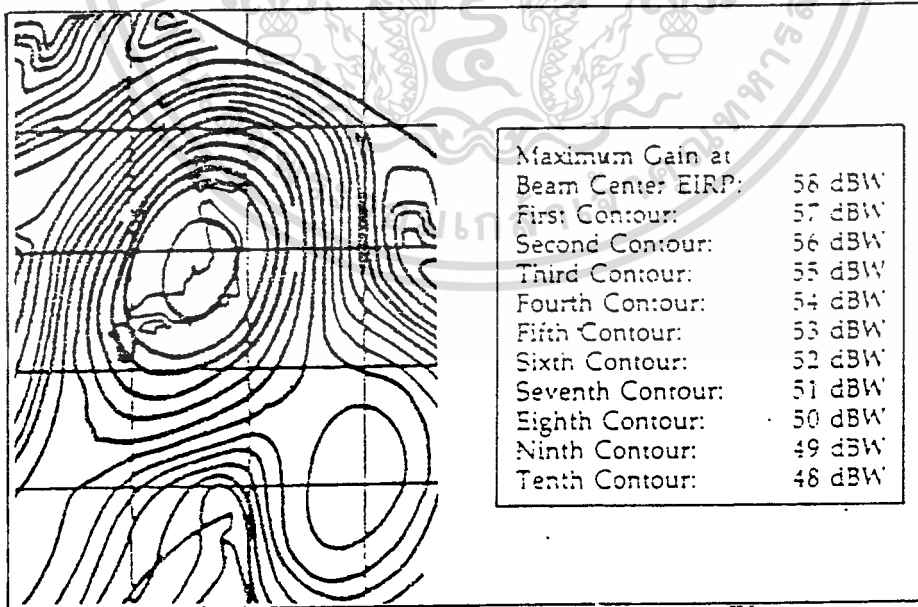 Maximum Gain at
Beam Center EIRP: 58 dBW
First Contour: 57 dBW
Second Contour: 56 dBW
Third Contour: 55 dBW
Fourth Contour: 54 dBW
Fifth Contour: 53 dBW
Sixth Contour: 52 dBW
Seventh Contour: 51 dBW
Eighth Contour: 50 dBW
Ninth Contour: 49 dBW
Tenth Contour: 48 dBW